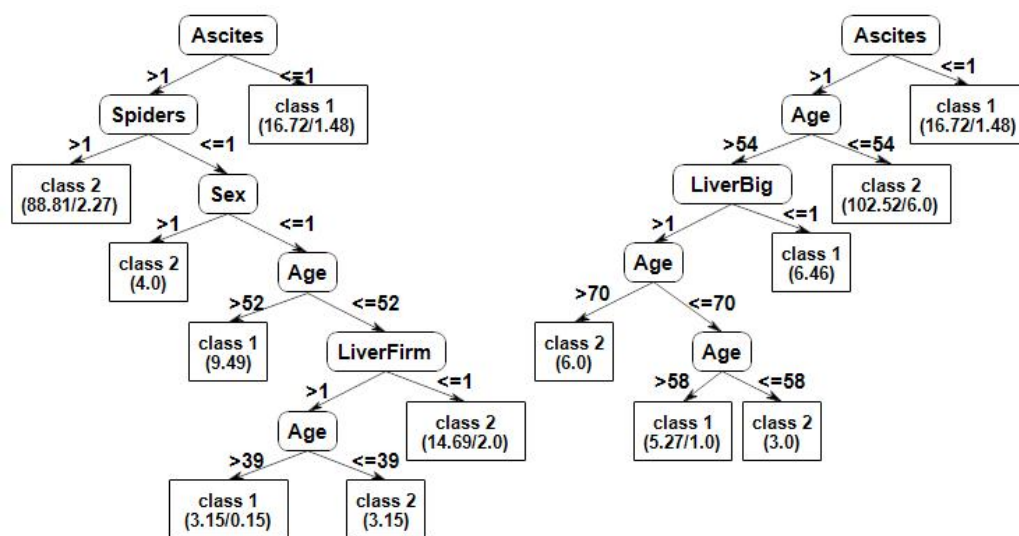 Ascites
>1
<=1
Spiders
class 1
(16.72/1.48)
>1
<=1
class 2
(88.81/2.27)
Sex
>1
<=1
class 2
(4.0)
Age
>52
<=52
class 1
(9.49)
LiverFirm
>1
<=1
Age
class 2
(14.69/2.0)
>39
<=39
class 1
(3.15/0.15)
class 2
(3.15)
Ascites
>1
<=1
Age
class 1
(16.72/1.48)
>54
<=54
LiverBig
class 2
(102.52/6.0)
>1
<=1
Age
class 1
(6.46)
>70
<=70
class 2
(6.0)
Age
>58
<=58
class 1
(5.27/1.0)
class 2
(3.0)